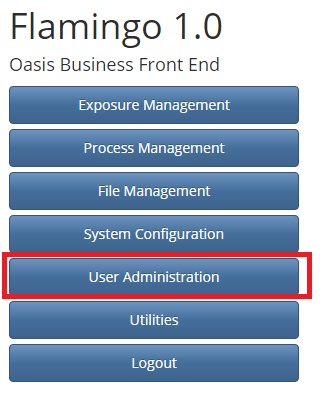 Flamingo 1.0
Oasis Business Front End
Exposure Management
Process Management
File Management
System Configuration
User Administration
Utilities
Logout